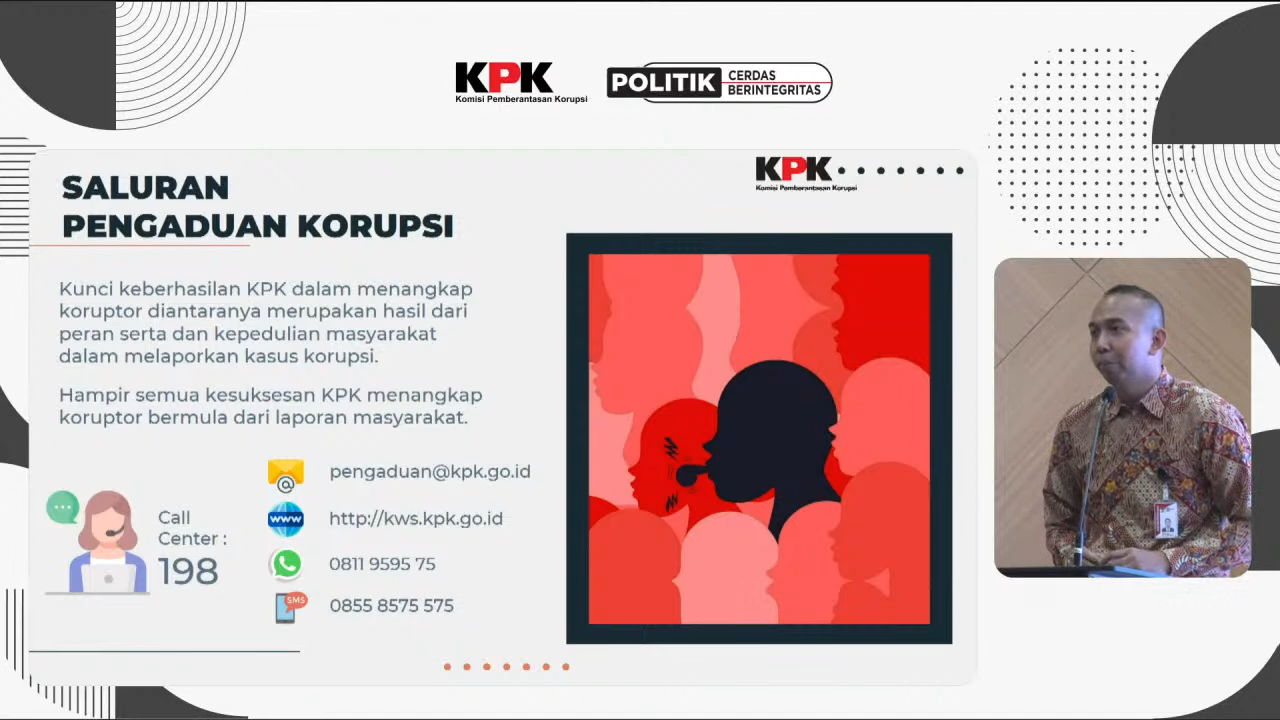 KPK
Komisi Pemberantasan Korupsi
POLITIK
CERDAS
BERINTEGRITAS
KPK
Komisi Pemberantasan Korupsi
SALURAN
PENGADUAN KORUPSI
Kunci keberhasilan KPK dalam menangkap
koruptor diantaranya merupakan hasil dari
peran serta dan kepedulian masyarakat
dalam melaporkan kasus korupsi.
Hampir semua kesuksesan KPK menangkap
koruptor bermula dari laporan masyarakat.
Call
Center :
198
@
pengaduan@kpk.go.id
WWW
http://kws.kpk.go.id
0811 9595 75
SMS
0855 8575 575